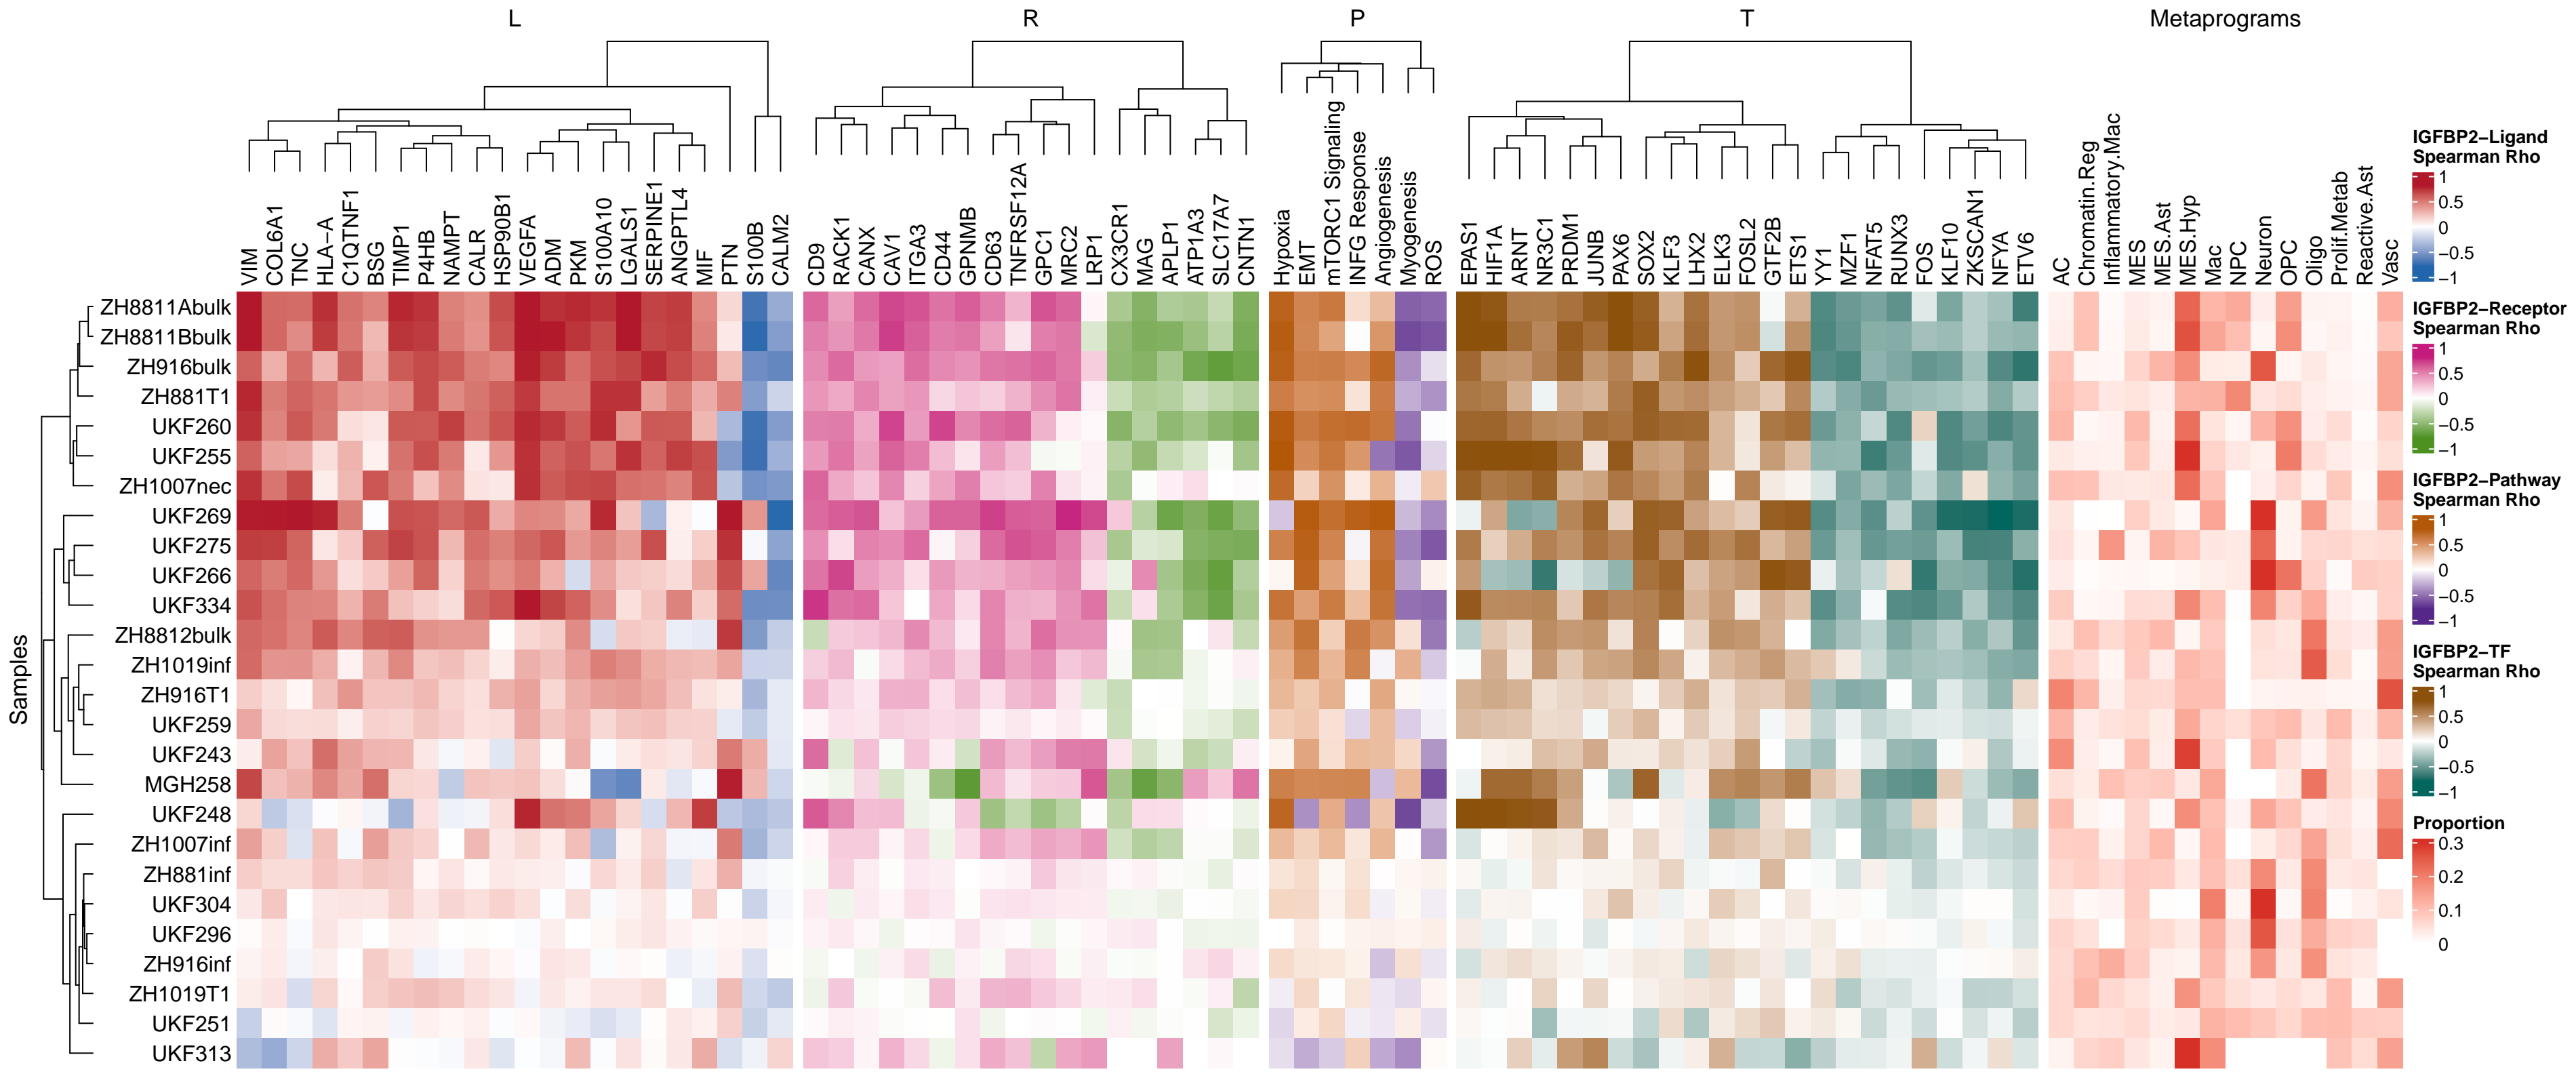 L
R
P
T
Metaprograms
VIM
COL6A1
TNC
HLA−A
C1QTNF1
BSG
TIMP1
P4HB
NAMPT
CALR
HSP90B1
VEGFA
ADM
PKM
S100A10
LGALS1
SERPINE1
ANGPTL4
MIF
PTN
S100B
CALM2
CD9
RACK1
CANX
CAV1
ITGA3
CD44
GPNMB
CD63
TNFRSF12A
GPC1
MRC2
LRP1
CX3CR1
MAG
APLP1
ATP1A3
SLC17A7
CNTN1
Hypoxia
EMT
mTORC1 Signaling
INFG Response
Angiogenesis
Myogenesis
ROS
EPAS1
HIF1A
ARNT
NR3C1
PRDM1
JUNB
PAX6
SOX2
KLF3
LHX2
ELK3
FOSL2
GTF2B
ETS1
YY1
MZF1
NFAT5
RUNX3
FOS
KLF10
ZKSCAN1
NFYA
ETV6
AC
Chromatin.Reg
Inflammatory.Mac
MES
MES.Ast
MES.Hyp
Mac
NPC
Neuron
OPC
Oligo
Prolif.Metab
Reactive.Ast
Vasc
Samples
ZH8811Abulk
ZH8811Bbulk
ZH916bulk
ZH881T1
UKF260
UKF255
ZH1007nec
UKF269
UKF275
UKF266
UKF334
ZH8812bulk
ZH1019inf
ZH916T1
UKF259
UKF243
MGH258
UKF248
ZH1007inf
ZH881inf
UKF304
UKF296
ZH916inf
ZH1019T1
UKF251
UKF313
IGFBP2−Ligand
Spearman Rho
1
0.5
0
−0.5
−1
IGFBP2−Receptor
Spearman Rho
1
0.5
0
−0.5
−1
IGFBP2−Pathway
Spearman Rho
1
0.5
0
−0.5
−1
IGFBP2−TF
Spearman Rho
1
0.5
0
−0.5
−1
Proportion
0.3
0.2
0.1
0